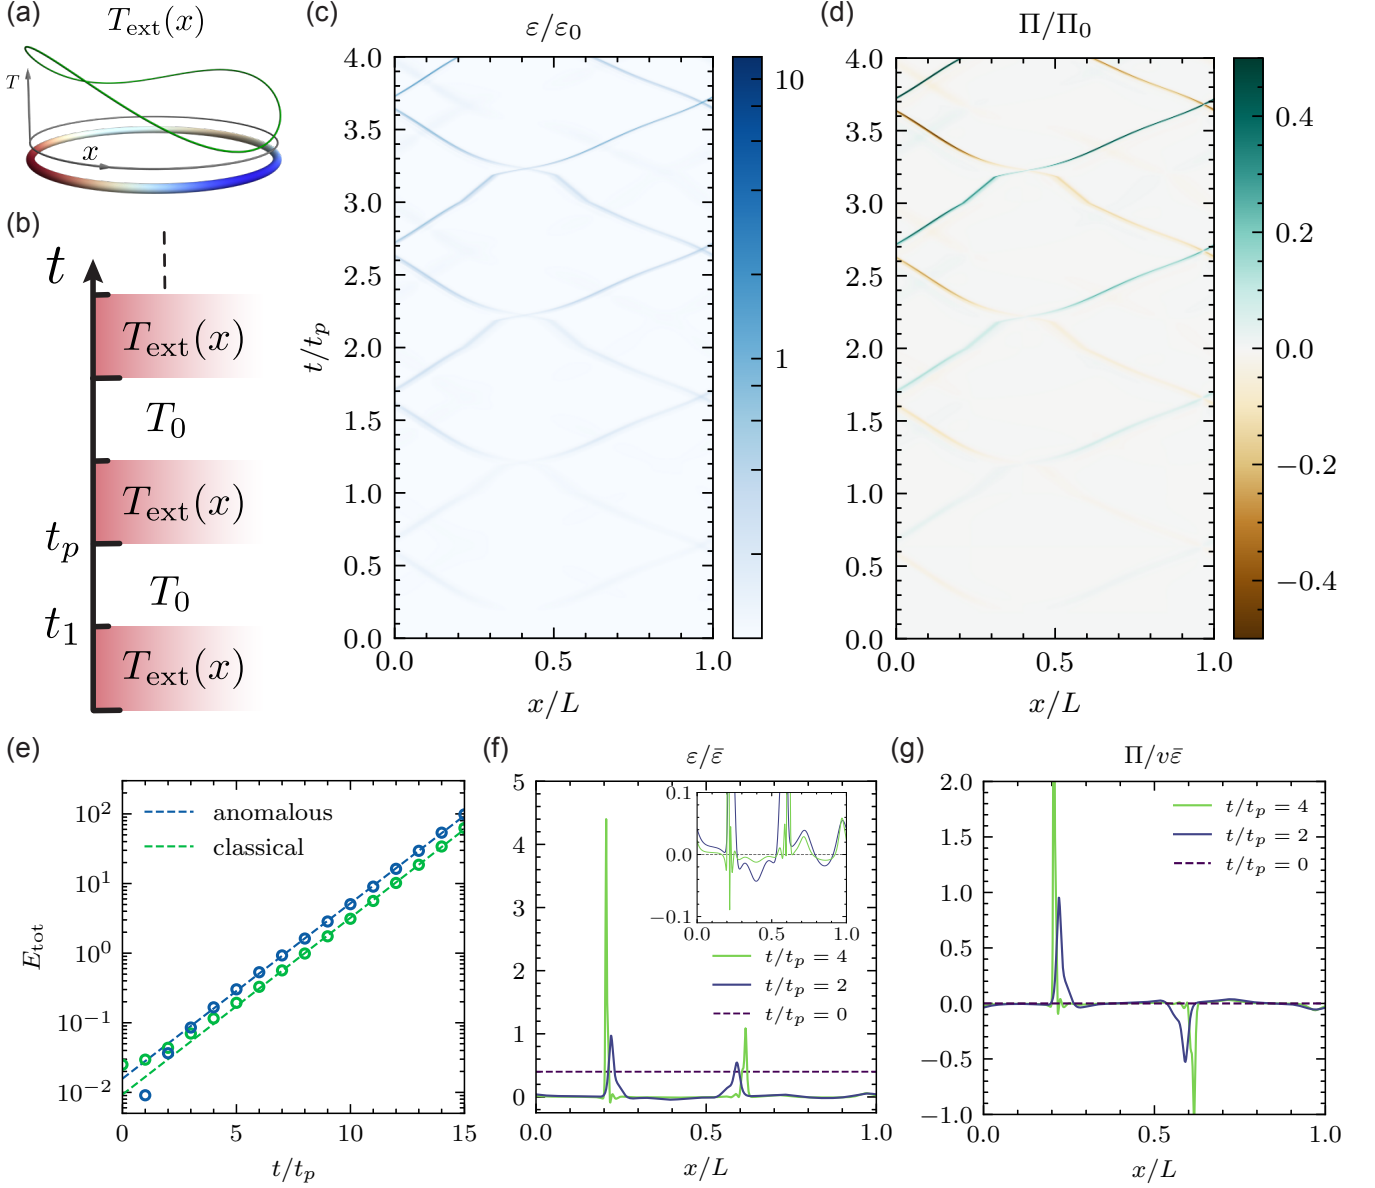 (a)
T_ext(x)
T
x
(b)
t
T_ext(x)
T_0
T_ext(x)
t_p
T_0
t_1
T_ext(x)
(c)
ε/ε_0
4.0
3.5
3.0
2.5
2.0
1.5
1.0
0.5
0.0
t/t_p
0.0 0.5 1.0
x/L
10
1
(d)
Π/Π_0
4.0
3.5
3.0
2.5
2.0
1.5
1.0
0.5
0.0
0.0 0.5 1.0
x/L
0.4
0.2
0.0
−0.2
−0.4
(e)
10^2
10^1
10^0
10^−1
10^−2
E_tot
anomalous
classical
0 5 10 15
t/t_p
(f)
ε/ε̄
5
4
3
2
1
0
0.1
0.0
−0.1
0.0 0.5 1.0
t/t_p = 4
t/t_p = 2
t/t_p = 0
0.0 0.5 1.0
x/L
(g)
Π/vε̄
2.0
1.5
1.0
0.5
0.0
−0.5
−1.0
t/t_p = 4
t/t_p = 2
t/t_p = 0
0.0 0.5 1.0
x/L